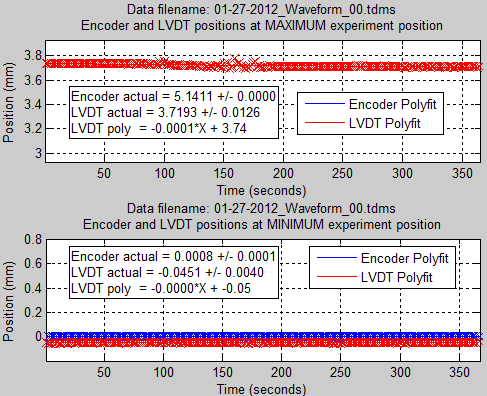 Data filename: 01-27-2012_Waveform_00.tdms
Encoder and LVDT positions at MAXIMUM experiment position
Position (mm)
3.8
3.6
3.4
3.2
3
Encoder actual = 5.1411 +/- 0.0000
LVDT actual = 3.7193 +/- 0.0126
LVDT poly = -0.0001*X + 3.74
Encoder Polyfit
LVDT Polyfit
50 100 150 200 250 300 350
Time (seconds)
Data filename: 01-27-2012_Waveform_00.tdms
Encoder and LVDT positions at MINIMUM experiment position
Position (mm)
0.8
0.6
0.4
0.2
0
Encoder actual = 0.0008 +/- 0.0001
LVDT actual = -0.0451 +/- 0.0040
LVDT poly = -0.0000*X + -0.05
Encoder Polyfit
LVDT Polyfit
50 100 150 200 250 300 350
Time (seconds)